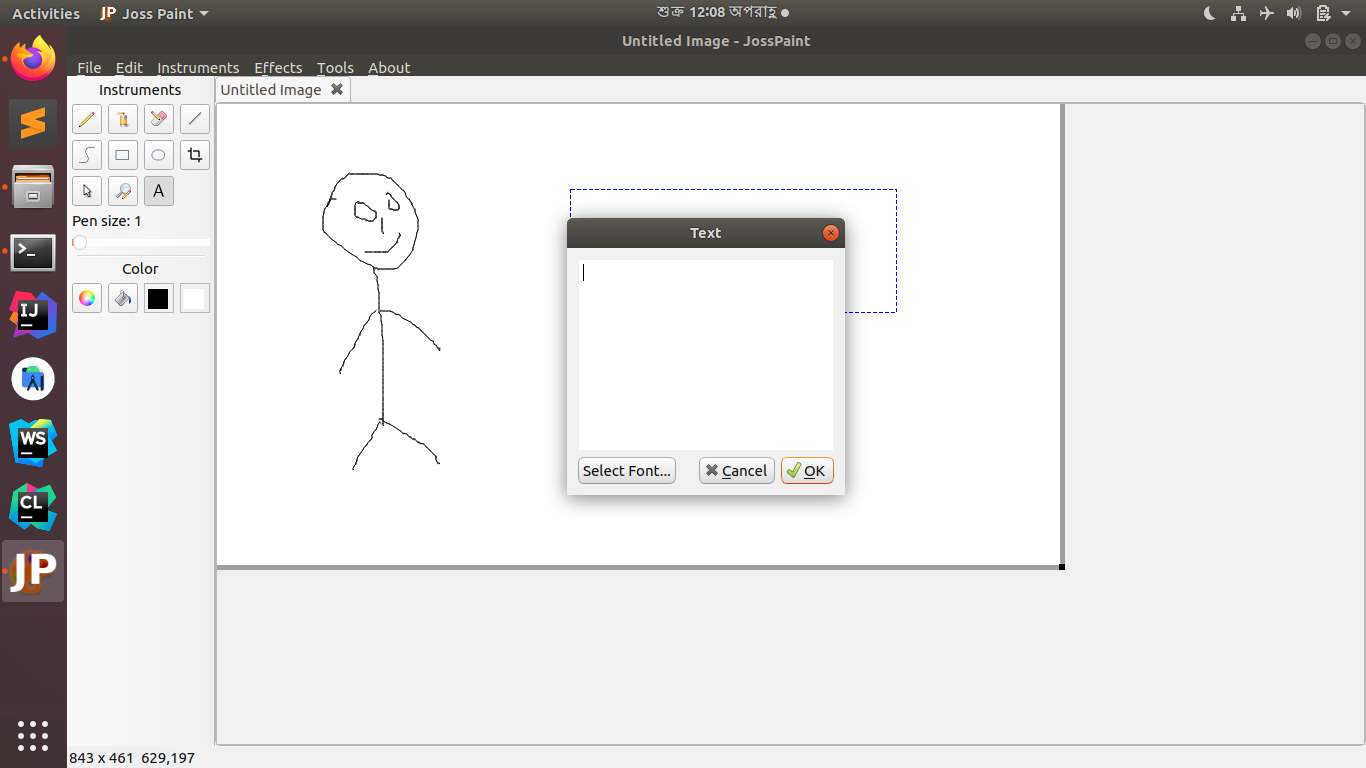 Activities JP Joss Paint শুক্র 12:08 অপরাহ্ণ
Untitled Image - JossPaint
File Edit Instruments Effects Tools About
Instruments
Untitled Image
A
Pen size: 1
Color
Text
Select Font... Cancel OK
IJ
WS
CL
JP
843 x 461 629,197